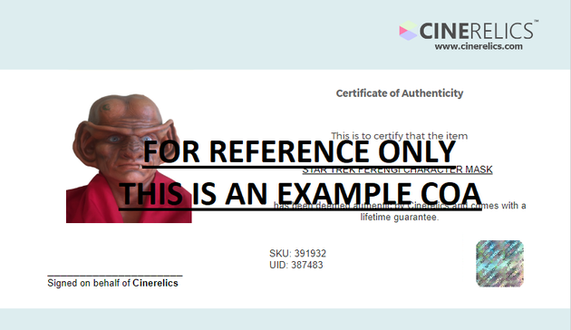 CINERELICS™
www.cinerelics.com
Certificate of Authenticity
This is to certify that the item
FOR REFERENCE ONLY
STAR TREK FERENGI CHARACTER MASK
THIS IS AN EXAMPLE COA
has been deemed authentic by Cinerelics and comes with a
lifetime guarantee.
SKU: 391932
UID: 387483
Signed on behalf of Cinerelics